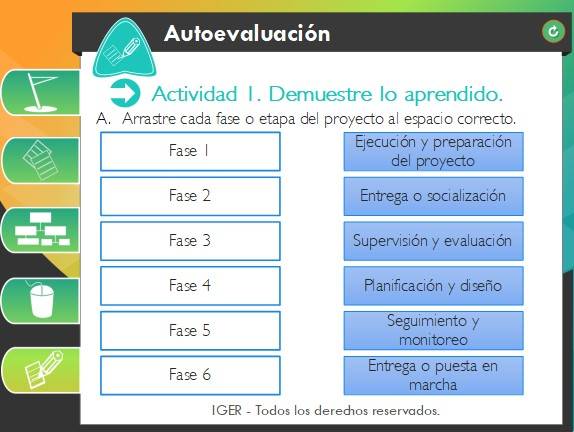 Autoevaluación
Actividad 1. Demuestre lo aprendido.
A. Arrastre cada fase o etapa del proyecto al espacio correcto.
Fase 1
Ejecución y preparación
del proyecto
Fase 2
Entrega o socialización
Fase 3
Supervisión y evaluación
Fase 4
Planificación y diseño
Fase 5
Seguimiento y
monitoreo
Fase 6
Entrega o puesta en
marcha
IGER - Todos los derechos reservados.